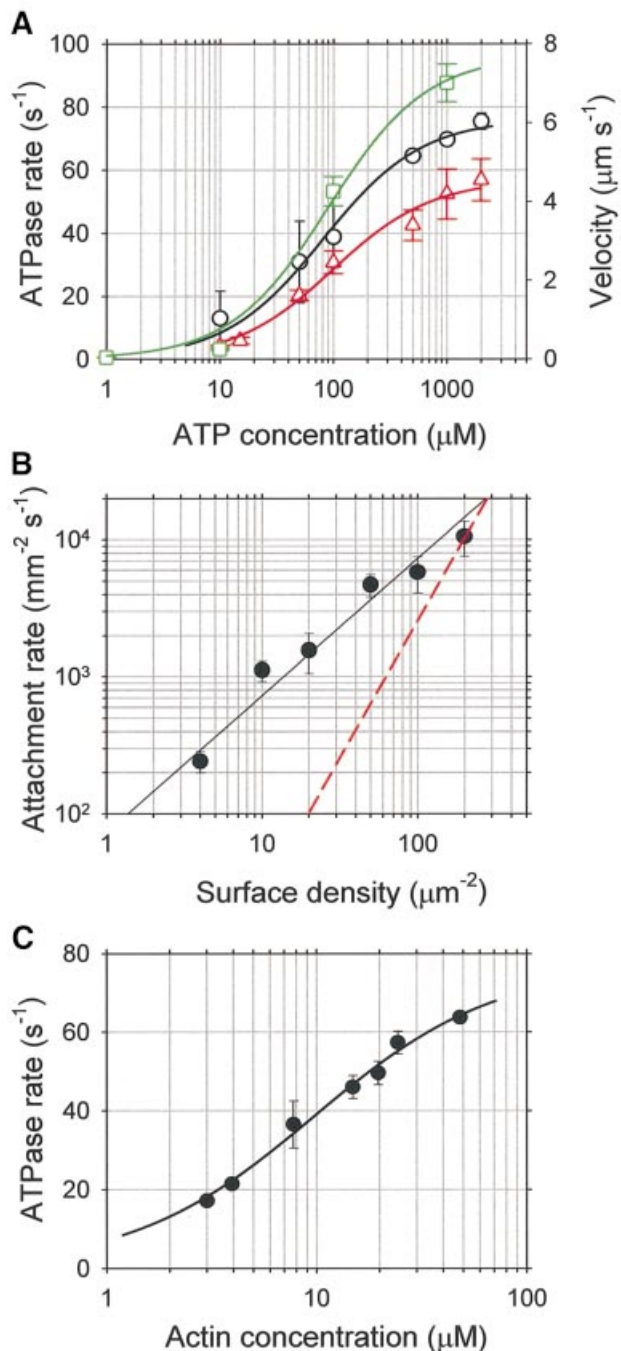 A
ATPase rate (s⁻¹)
100
80
60
40
20
0
8
6
4
2
0
Velocity (μm s⁻¹)
1 10 100 1000
ATP concentration (μM)
B
Attachment rate (mm⁻² s⁻¹)
10⁴
10³
10²
1 10 100
Surface density (μm⁻²)
C
ATPase rate (s⁻¹)
80
60
40
20
0
1 10 100
Actin concentration (μM)